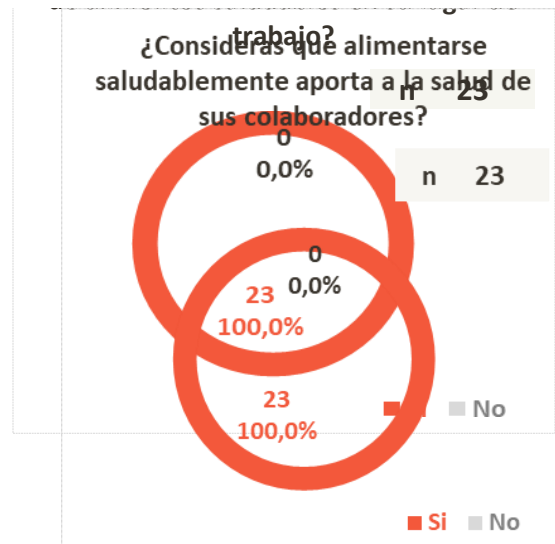 trabajo?
¿Consideras que alimentarse
saludablemente aporta a la salud de
sus colaboradores?
n 23
0
0,0%
n 23
0
0,0%
23
100,0%
23
100,0%
No
Si No